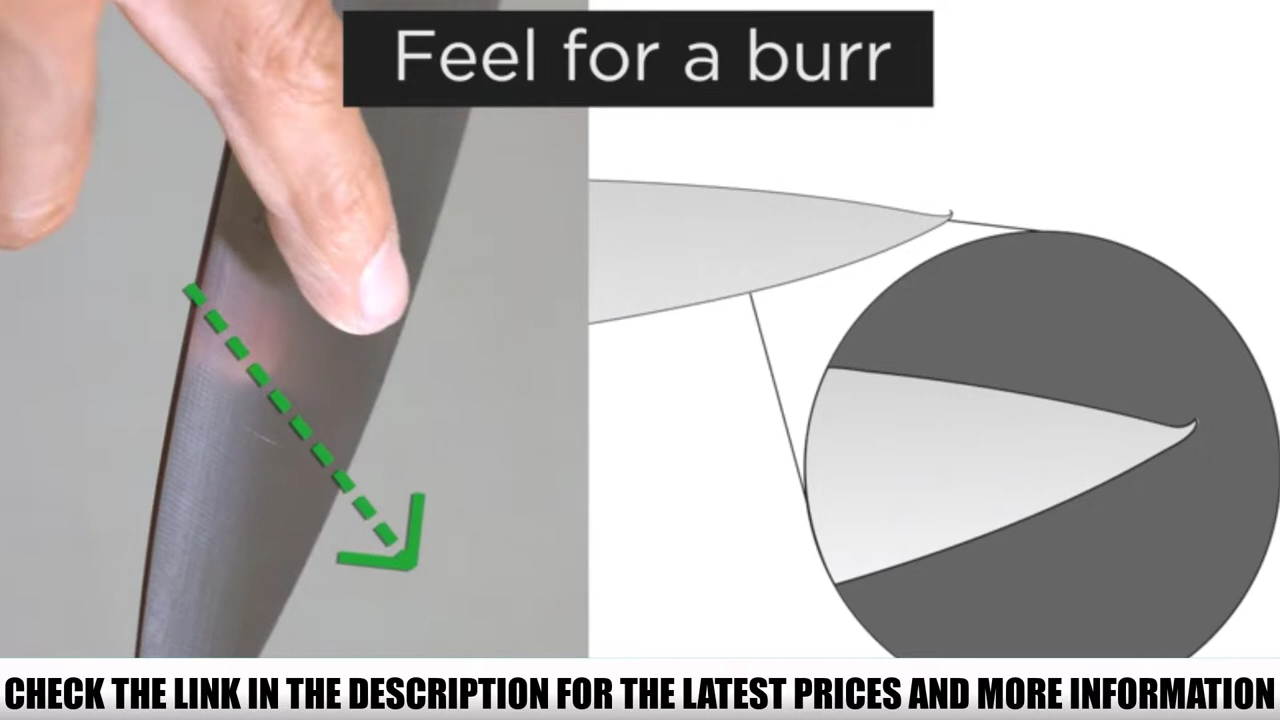 Feel for a burr
CHECK THE LINK IN THE DESCRIPTION FOR THE LATEST PRICES AND MORE INFORMATION